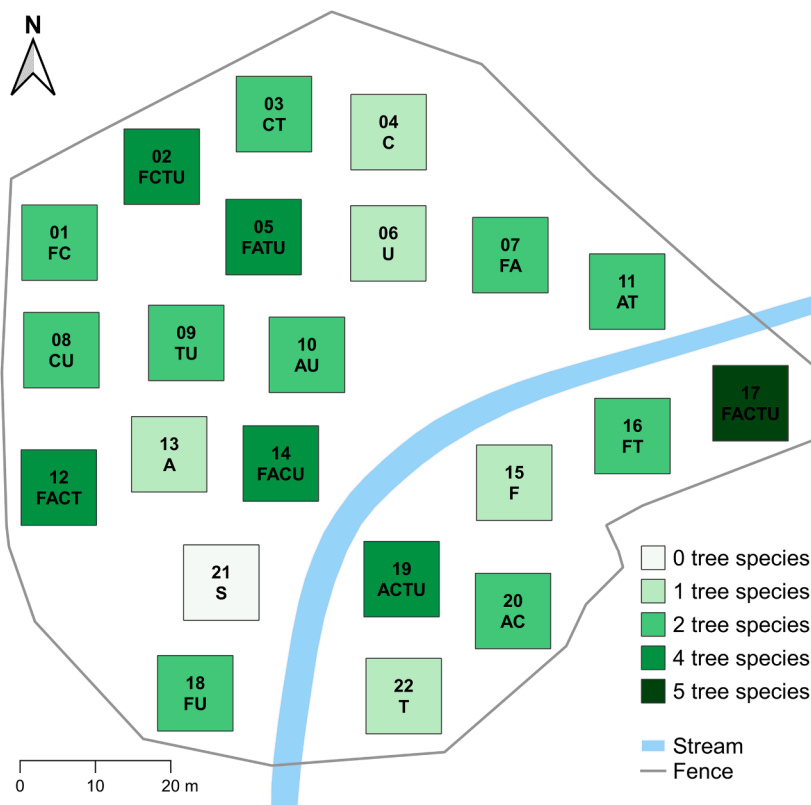 N
03
CT
04
C
02
FCTU
01
FC
05
FATU
06
U
07
FA
11
AT
08
CU
09
TU
10
AU
17
FACTU
12
FACT
13
A
14
FACU
15
F
16
FT
21
S
19
ACTU
20
AC
18
FU
22
T
0 tree species
1 tree species
2 tree species
4 tree species
5 tree species
Stream
Fence
0 10 20 m